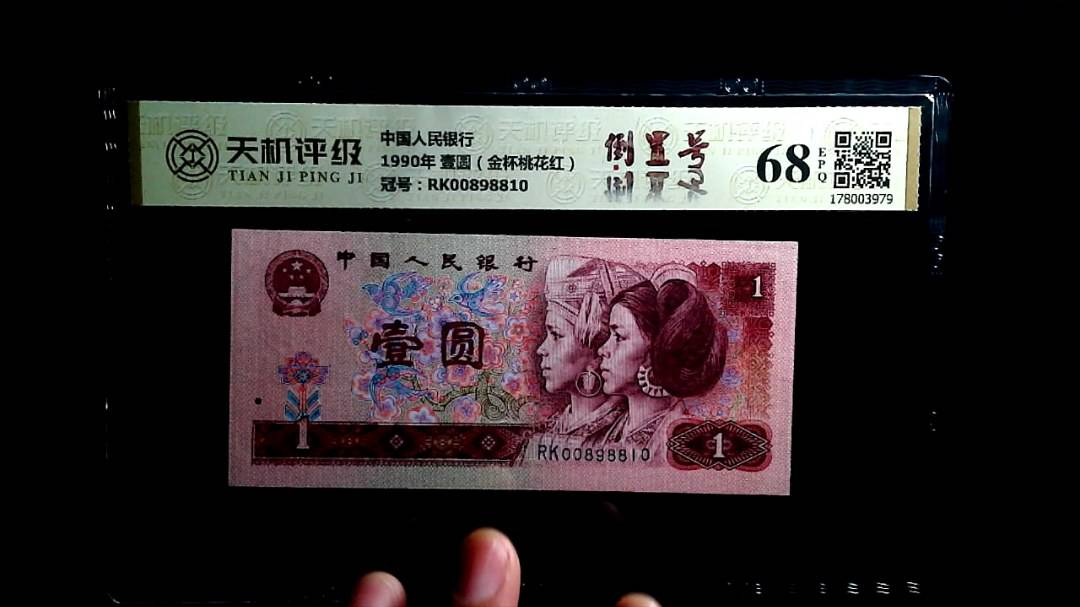 天机评级
TIAN JI PING JI
中国人民银行
1990年 壹圆（金杯桃花红）
冠号：RK00898810
倒置号
68
EPQ
178003979
中国人民银行
壹圆
1
1
RK00898810
1